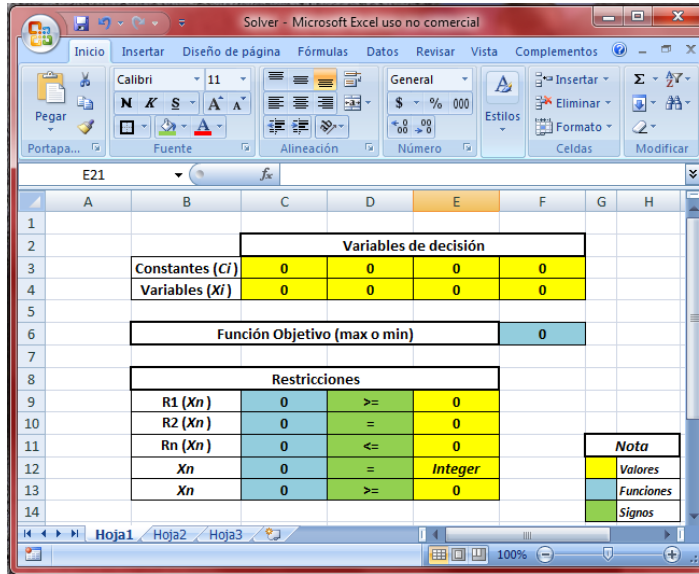 Solver - Microsoft Excel uso no comercial
Inicio Insertar Diseño de página Fórmulas Datos Revisar Vista Complementos
Pegar
Calibri 11
N K S A A
A
General
$ % 000
Estilos
Insertar
Eliminar
Formato
Σ
Portapa... Fuente Alineación Número Celdas Modificar
E21 fx
A B C D E F G H
1
2 Variables de decisión
3 Constantes (Ci) 0 0 0 0
4 Variables (Xi) 0 0 0 0
5
6 Función Objetivo (max o min) 0
7
8 Restricciones
9 R1 (Xn) 0 >= 0
10 R2 (Xn) 0 = 0
11 Rn (Xn) 0 <= 0 Nota
12 Xn 0 = Integer Valores
13 Xn 0 >= 0 Funciones
14 Signos
Hoja1 Hoja2 Hoja3
100%